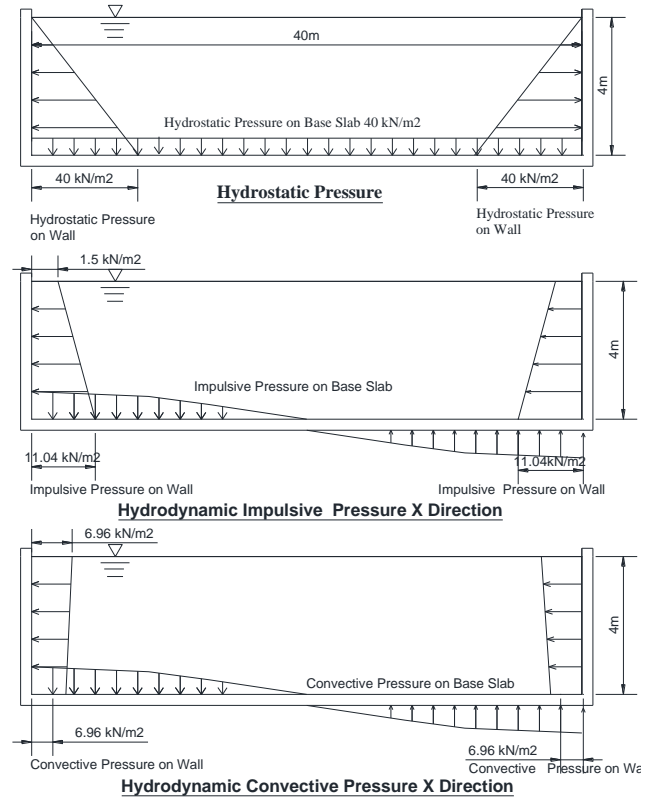 40m
4m
Hydrostatic Pressure on Base Slab 40 kN/m2
40 kN/m2
Hydrostatic Pressure
40 kN/m2
Hydrostatic Pressure
on Wall
Hydrostatic Pressure
on Wall
1.5 kN/m2
4m
Impulsive Pressure on Base Slab
11.04 kN/m2
11.04kN/m2
Impulsive Pressure on Wall
Impulsive Pressure on Wall
Hydrodynamic Impulsive Pressure X Direction
6.96 kN/m2
4m
Convective Pressure on Base Slab
6.96 kN/m2
6.96 kN/m2
Convective Pressure on Wall
Convective Pressure on Wa
Hydrodynamic Convective Pressure X Direction